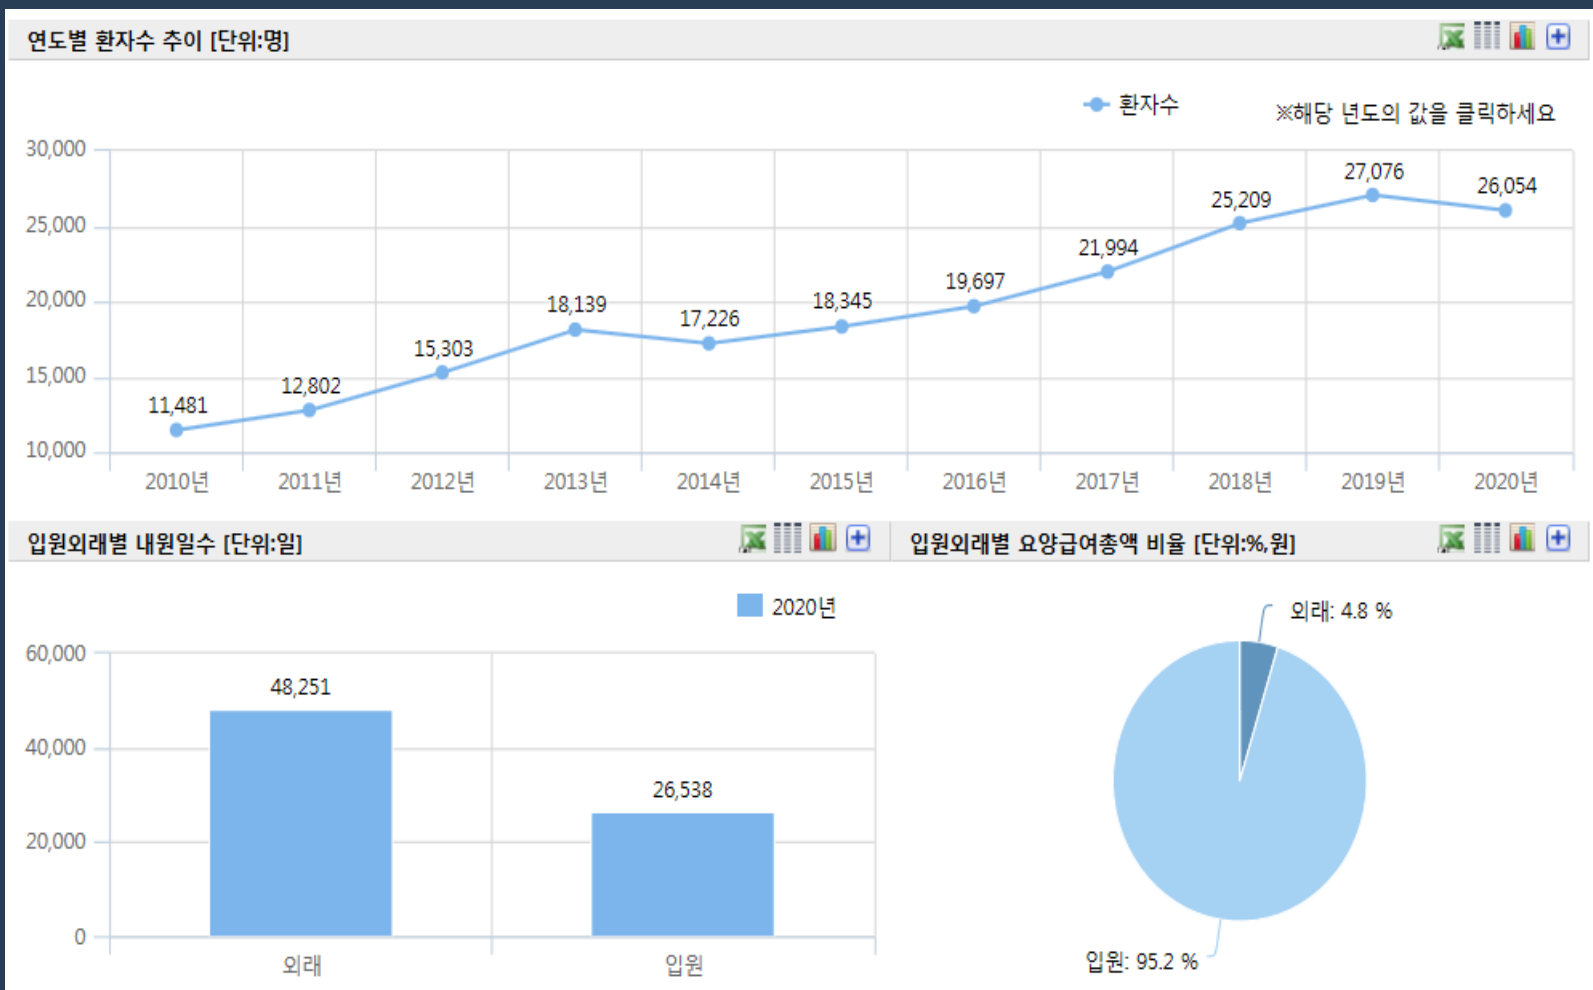 연도별 환자수 추이 [단위:명]
환자수
※해당 년도의 값을 클릭하세요
30,000
25,000
20,000
15,000
10,000
11,481
12,802
15,303
18,139
17,226
18,345
19,697
21,994
25,209
27,076
26,054
2010년 2011년 2012년 2013년 2014년 2015년 2016년 2017년 2018년 2019년 2020년
입원외래별 내원일수 [단위:일]
2020년
60,000
40,000
20,000
0
48,251
26,538
외래 입원
입원외래별 요양급여총액 비율 [단위:%,원]
외래: 4.8 %
입원: 95.2 %